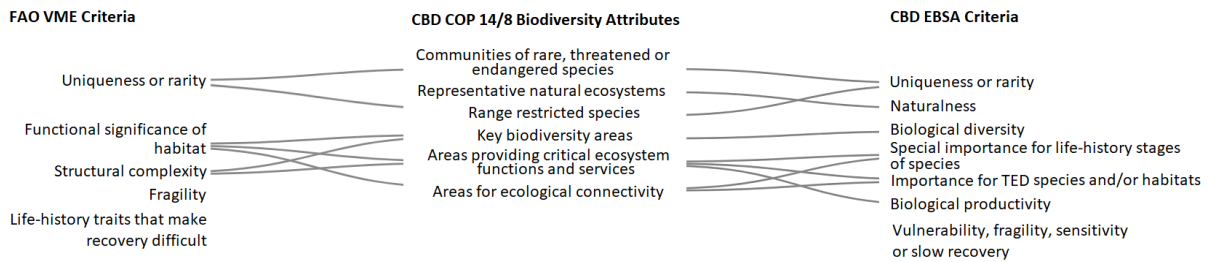 FAO VME Criteria
Uniqueness or rarity
Functional significance of
habitat
Structural complexity
Fragility
Life-history traits that make
recovery difficult
CBD COP 14/8 Biodiversity Attributes
Communities of rare, threatened or
endangered species
Representative natural ecosystems
Range restricted species
Key biodiversity areas
Areas providing critical ecosystem
functions and services
Areas for ecological connectivity
CBD EBSA Criteria
Uniqueness or rarity
Naturalness
Biological diversity
Special importance for life-history stages
of species
Importance for TED species and/or habitats
Biological productivity
Vulnerability, fragility, sensitivity
or slow recovery